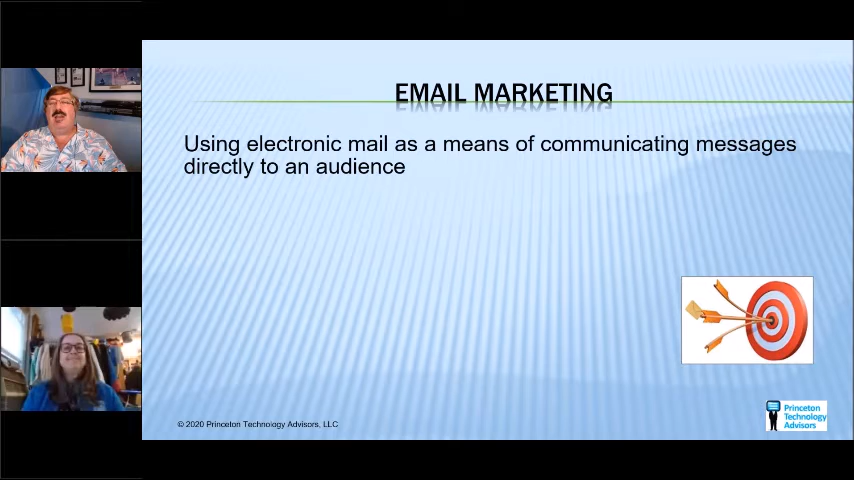 EMAIL MARKETING
Using electronic mail as a means of communicating messages
directly to an audience
© 2020 Princeton Technology Advisors, LLC
Princeton
Technology
Advisors